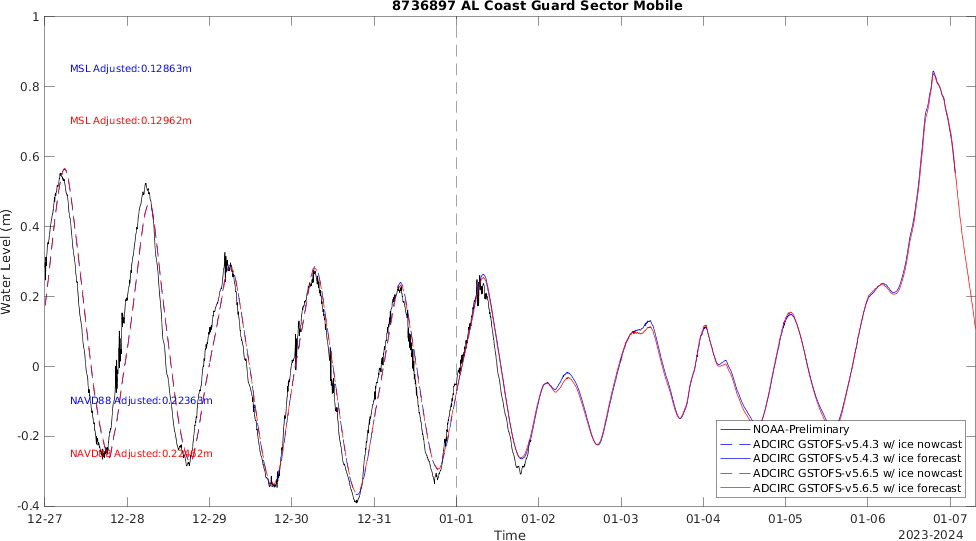 8736897 AL Coast Guard Sector Mobile
1
0.8
0.6
0.4
0.2
0
-0.2
-0.4
Water Level (m)
MSL Adjusted:0.12863m
MSL Adjusted:0.12962m
NAVD88 Adjusted:0.22363m
NAVD88 Adjusted:
NOAA-Preliminary
ADCIRC GSTOFS-v5.4.3 w/ ice nowcast
ADCIRC GSTOFS-v5.4.3 w/ ice forecast
ADCIRC GSTOFS-v5.6.5 w/ ice nowcast
ADCIRC GSTOFS-v5.6.5 w/ ice forecast
12-27 12-28 12-29 12-30 12-31 01-01 01-02 01-03 01-04 01-05 01-06 01-07
Time
2023-2024